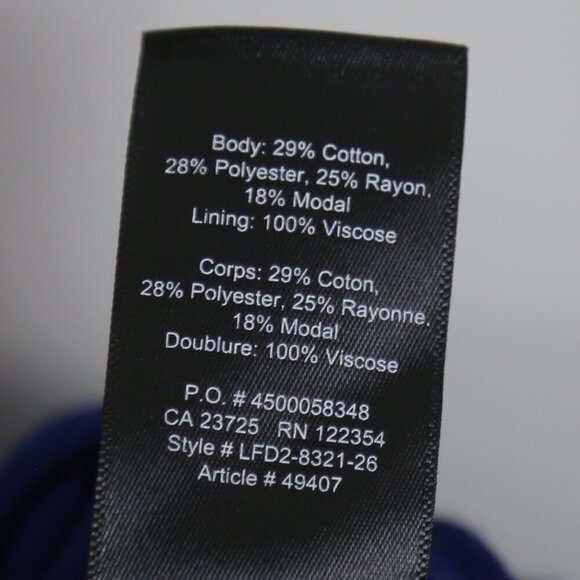 Body: 29% Cotton,
28% Polyester, 25% Rayon,
18% Modal
Lining: 100% Viscose
Corps: 29% Coton,
28% Polyester, 25% Rayonne,
18% Modal
Doublure: 100% Viscose
P.O. # 4500058348
CA 23725 RN 122354
Style # LFD2-8321-26
Article # 49407